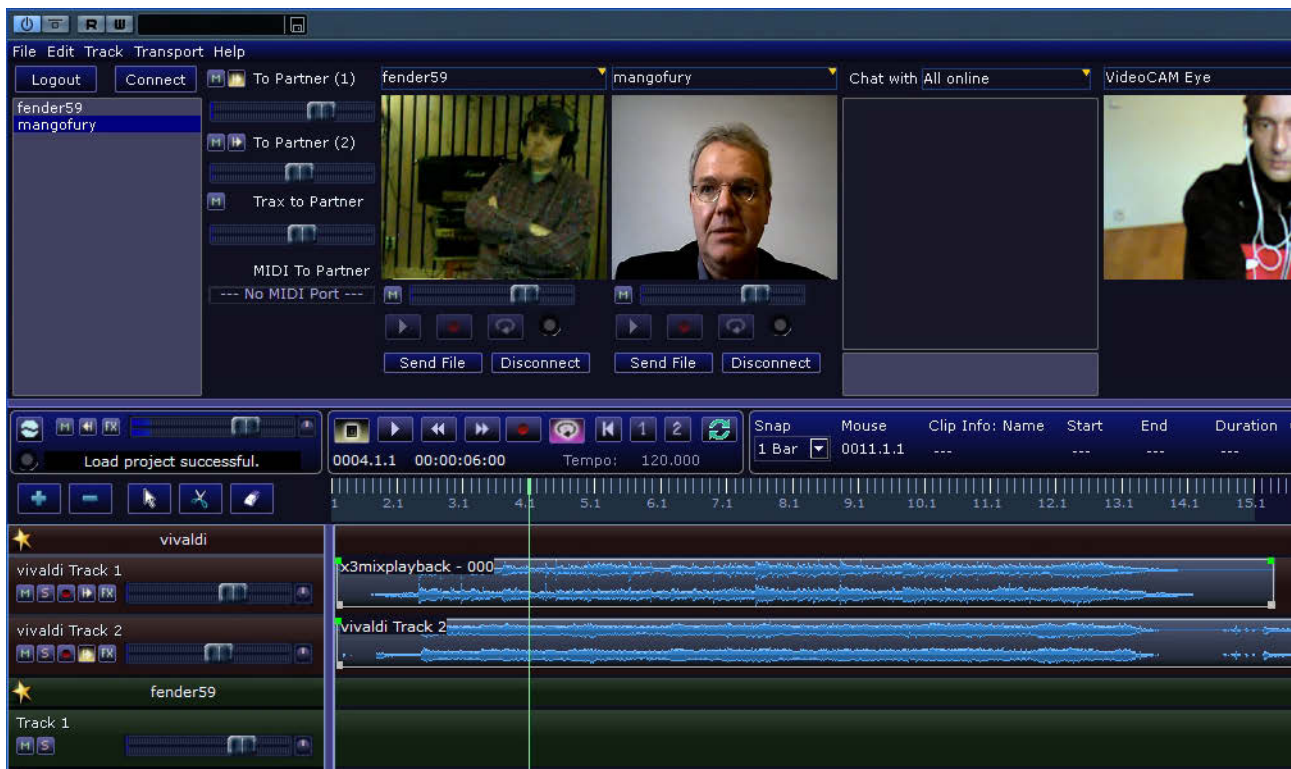 R W
File Edit Track Transport Help
Logout Connect M To Partner (1) fender59 mangofury Chat with All online VideoCAM Eye
fender59
mangofury
M To Partner (2)
M Trax to Partner
MIDI To Partner
--- No MIDI Port --- M M
Send File Disconnect Send File Disconnect
M FX 1 2 Snap Mouse Clip Info: Name Start End Duration
1 Bar 0011.1.1 --- --- --- ---
Load project successful. 0004.1.1 00:00:06:00 Tempo: 120.000
1 2.1 3.1 4.1 5.1 6.1 7.1 8.1 9.1 10.1 11.1 12.1 13.1 14.1 15.1
vivaldi
vivaldi Track 1 x3mixplayback - 000
M S FX
vivaldi Track 2 vivaldi Track 2
M S FX
fender59
Track 1
M S